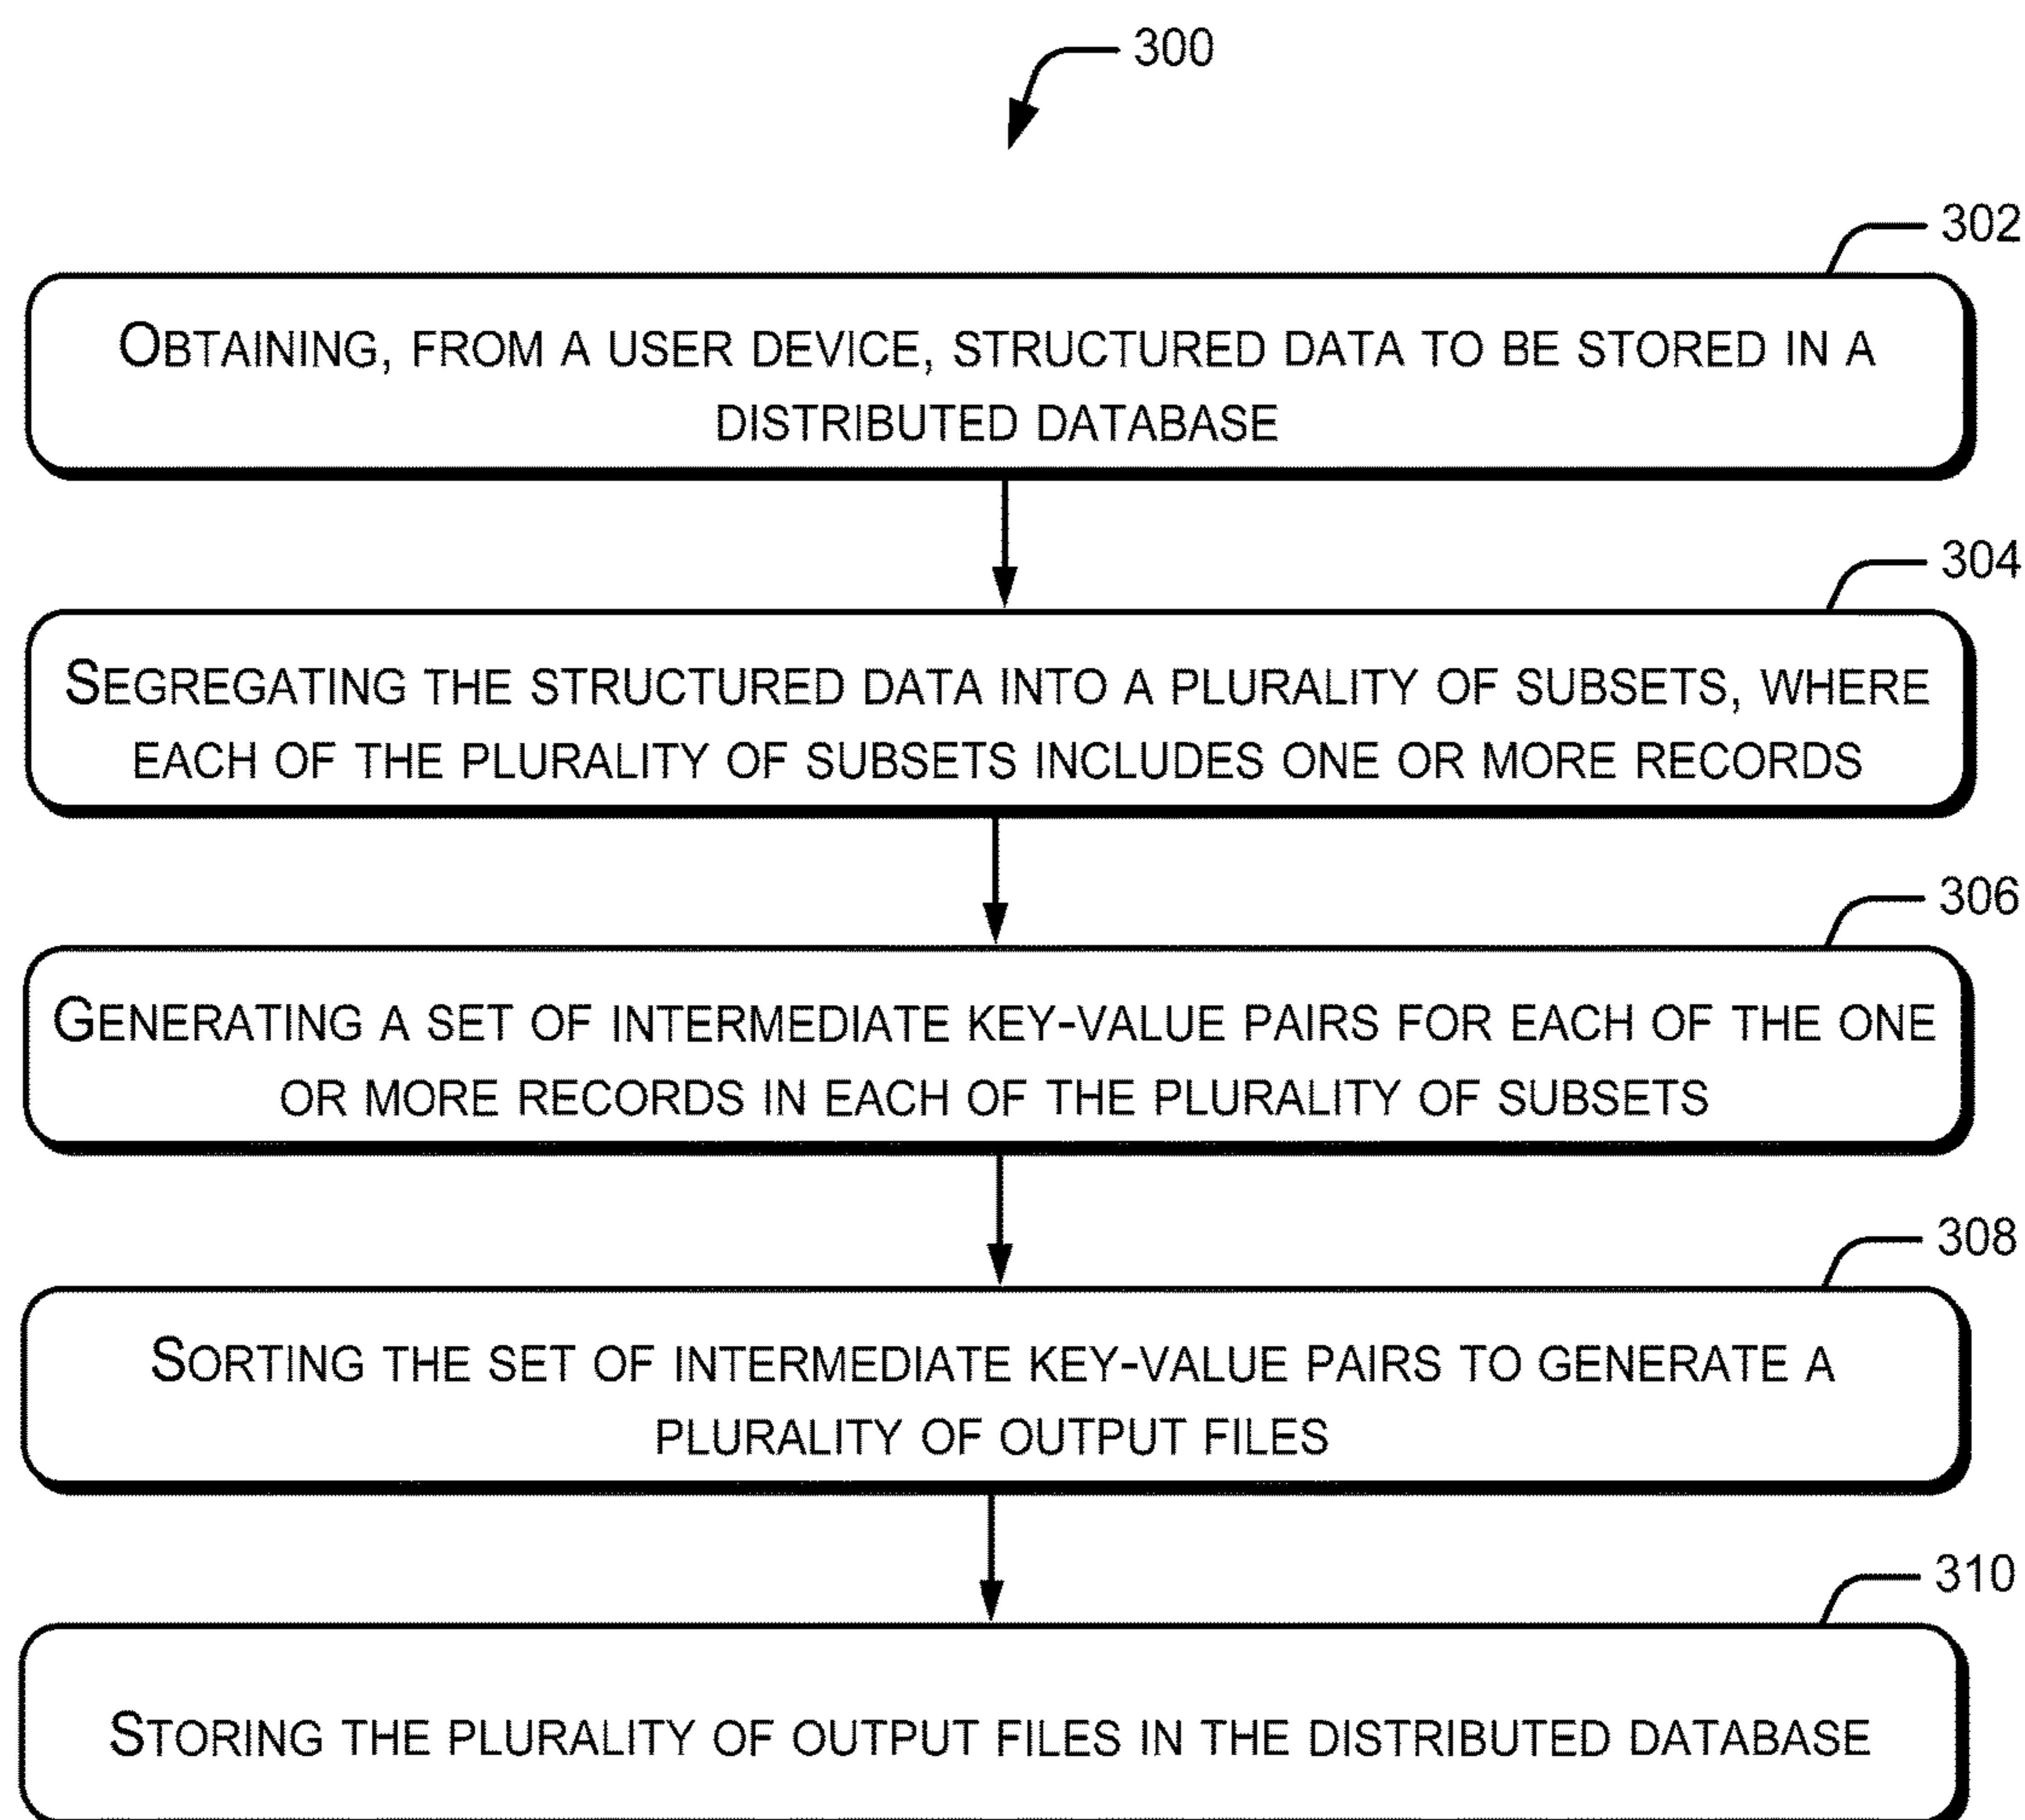 300
302
OBTAINING, FROM A USER DEVICE, STRUCTURED DATA TO BE STORED IN A
DISTRIBUTED DATABASE
304
SEGREGATING THE STRUCTURED DATA INTO A PLURALITY OF SUBSETS, WHERE
EACH OF THE PLURALITY OF SUBSETS INCLUDES ONE OR MORE RECORDS
306
GENERATING A SET OF INTERMEDIATE KEY-VALUE PAIRS FOR EACH OF THE ONE
OR MORE RECORDS IN EACH OF THE PLURALITY OF SUBSETS
308
SORTING THE SET OF INTERMEDIATE KEY-VALUE PAIRS TO GENERATE A
PLURALITY OF OUTPUT FILES
310
STORING THE PLURALITY OF OUTPUT FILES IN THE DISTRIBUTED DATABASE